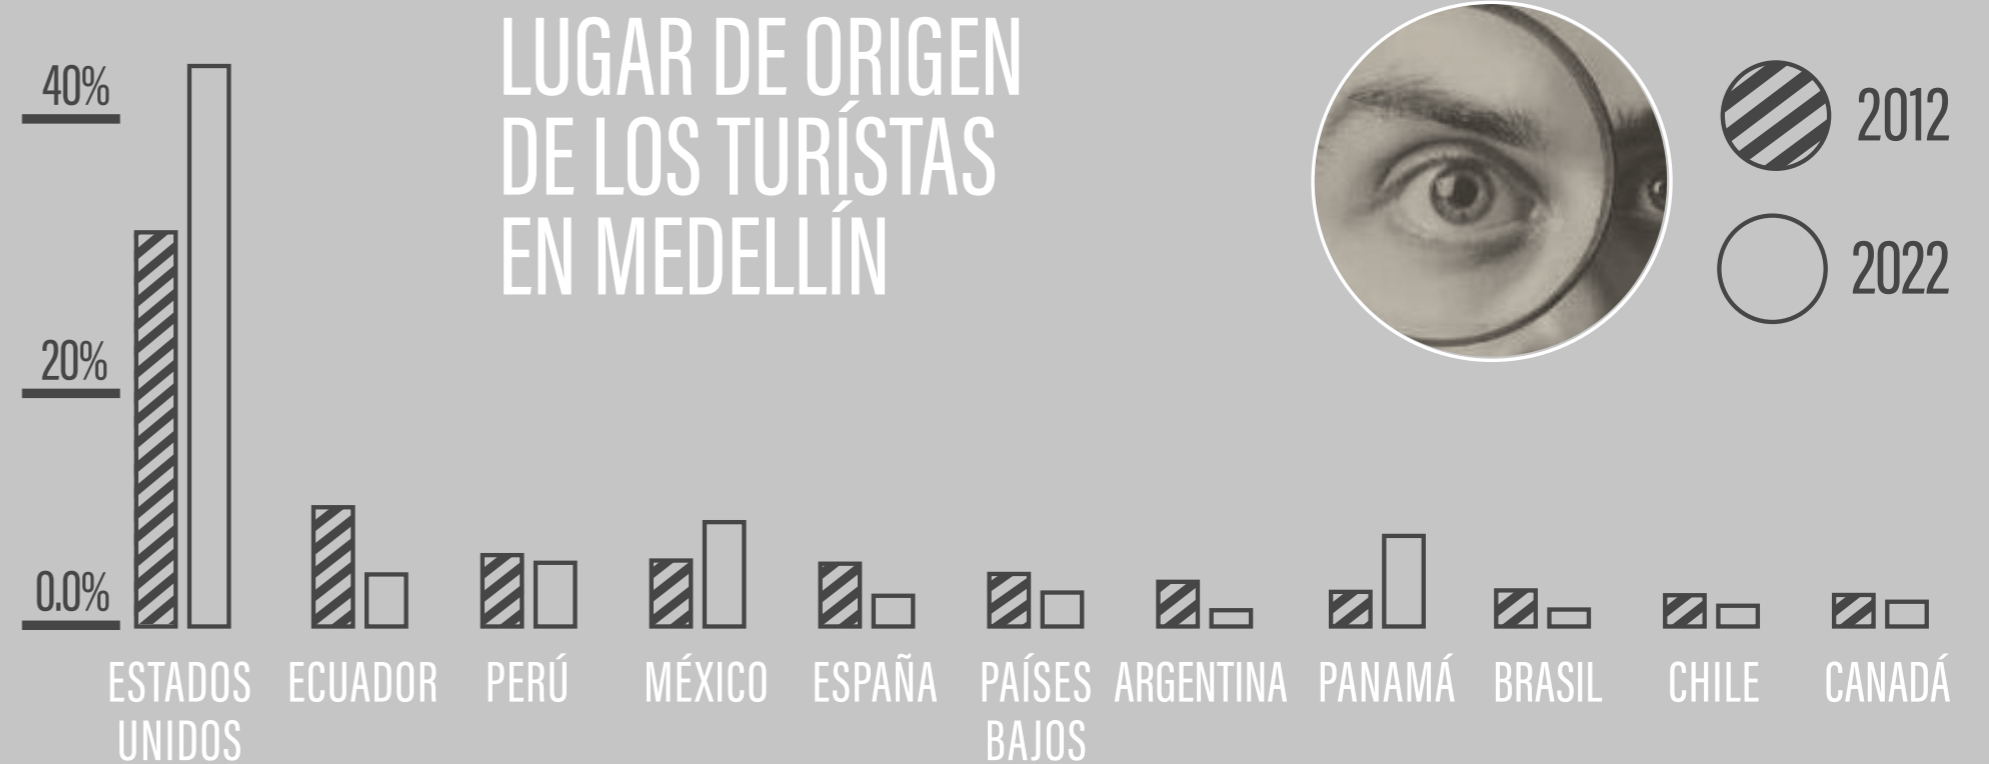 LUGAR DE ORIGEN
DE LOS TURÍSTAS
EN MEDELLÍN
2012
2022
40%
20%
0.0%
ESTADOS
UNIDOS
ECUADOR
PERÚ
MÉXICO
ESPAÑA
PAÍSES
BAJOS
ARGENTINA
PANAMÁ
BRASIL
CHILE
CANADÁ